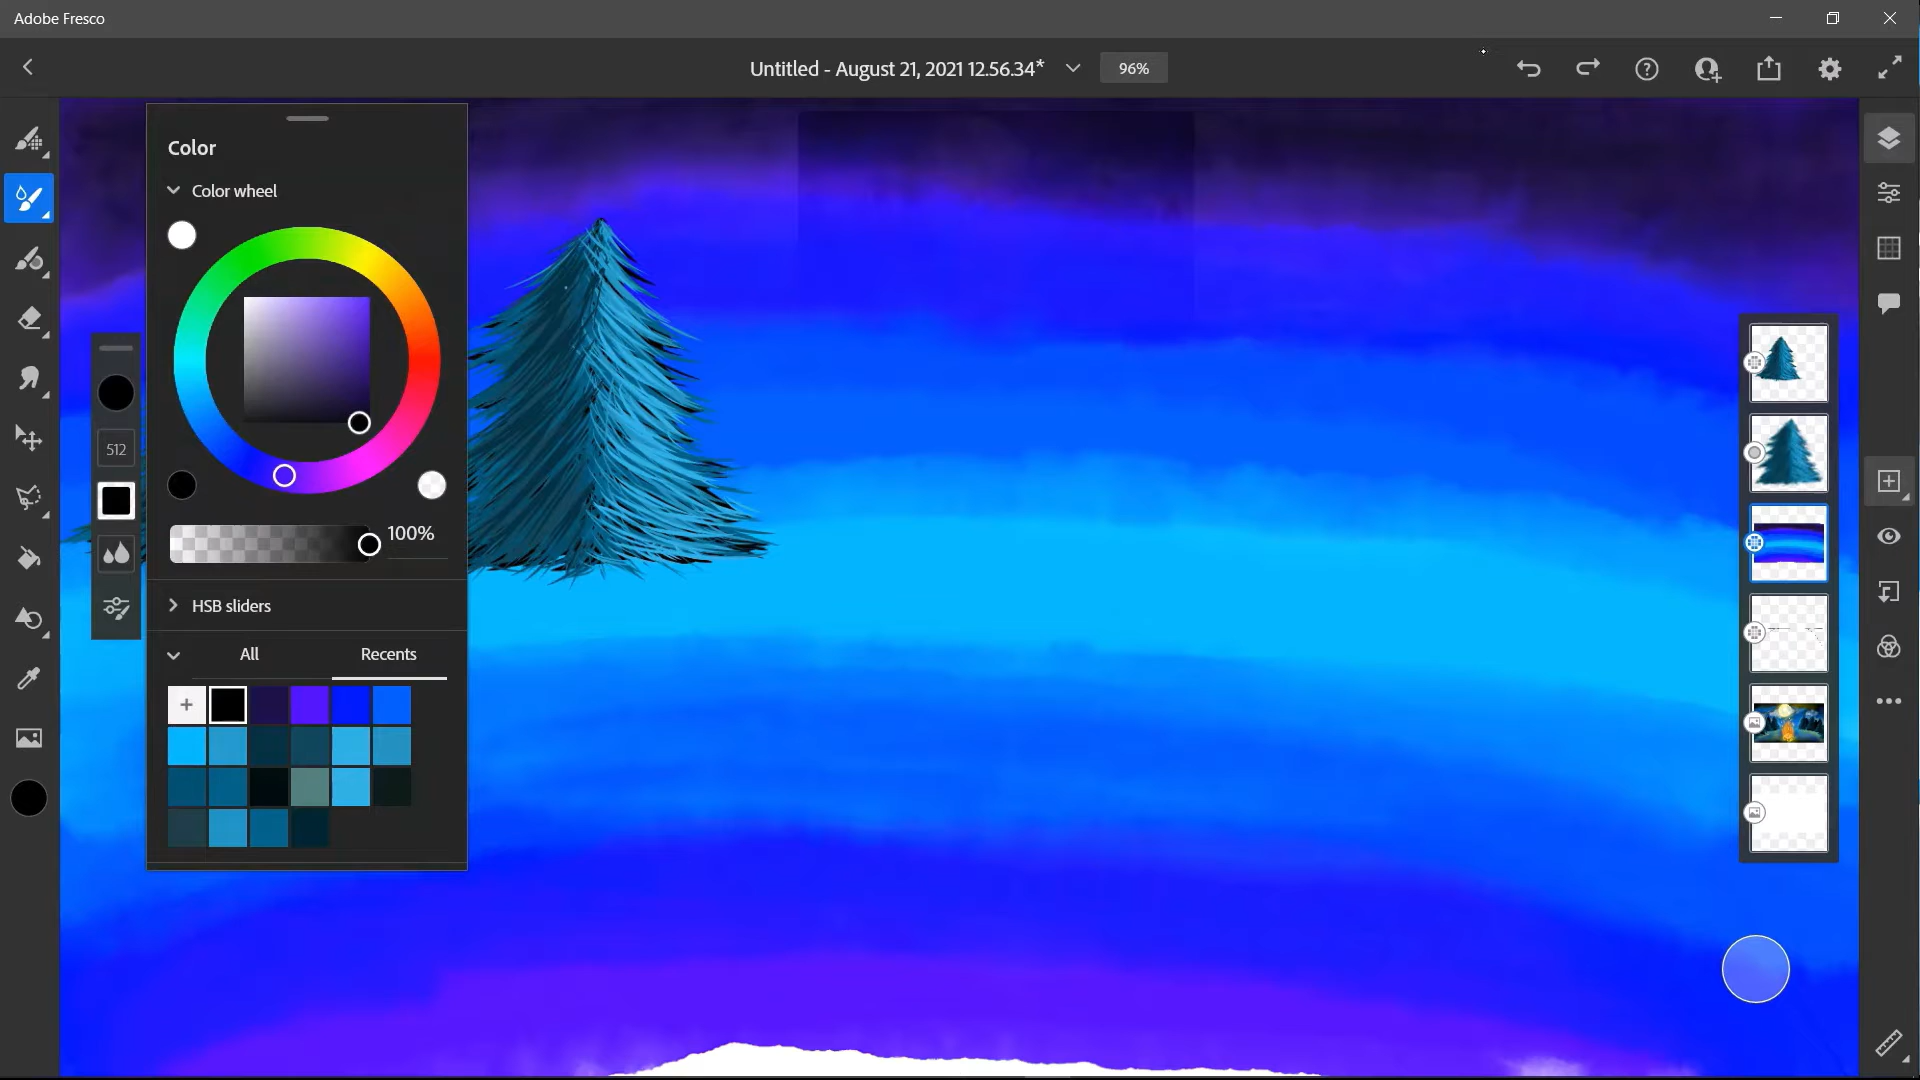 Adobe Fresco
Untitled - August 21, 2021 12.56.34*
96%
Color
Color wheel
512
100%
HSB sliders
All
Recents